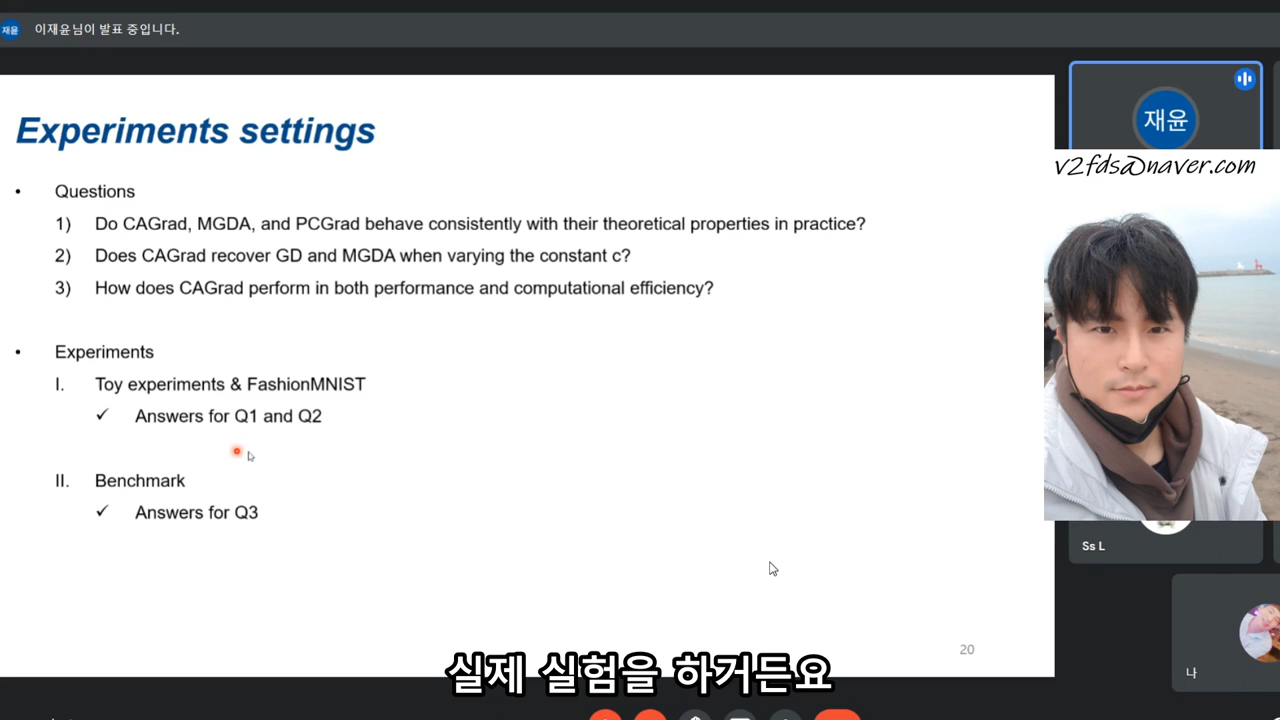 재윤
이재윤님이 발표 중입니다.
재윤
v2fds@naver.com
Experiments settings
• Questions
1) Do CAGrad, MGDA, and PCGrad behave consistently with their theoretical properties in practice?
2) Does CAGrad recover GD and MGDA when varying the constant c?
3) How does CAGrad perform in both performance and computational efficiency?
• Experiments
I. Toy experiments & FashionMNIST
✓ Answers for Q1 and Q2
II. Benchmark
✓ Answers for Q3
Ss L
나
20
실제 실험을 하거든요